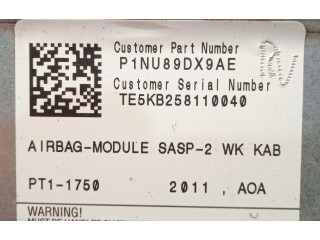 Customer Part Number
P1NU89DX9AE
Customer Serial Number
TE5KB258110040
AIRBAG-MODULE SASP-2 WK KAB
PT1-1750 2011 , AOA
WARNING!